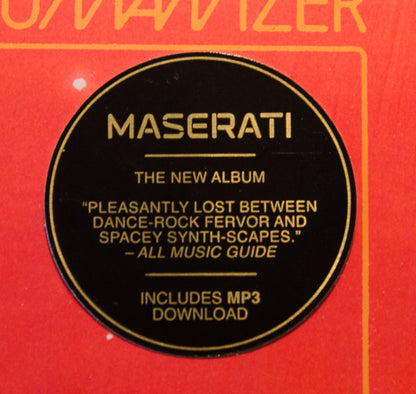 MASERATI
THE NEW ALBUM
"PLEASANTLY LOST BETWEEN
DANCE-ROCK FERVOR AND
SPACEY SYNTH-SCAPES."
– ALL MUSIC GUIDE
INCLUDES MP3
DOWNLOAD